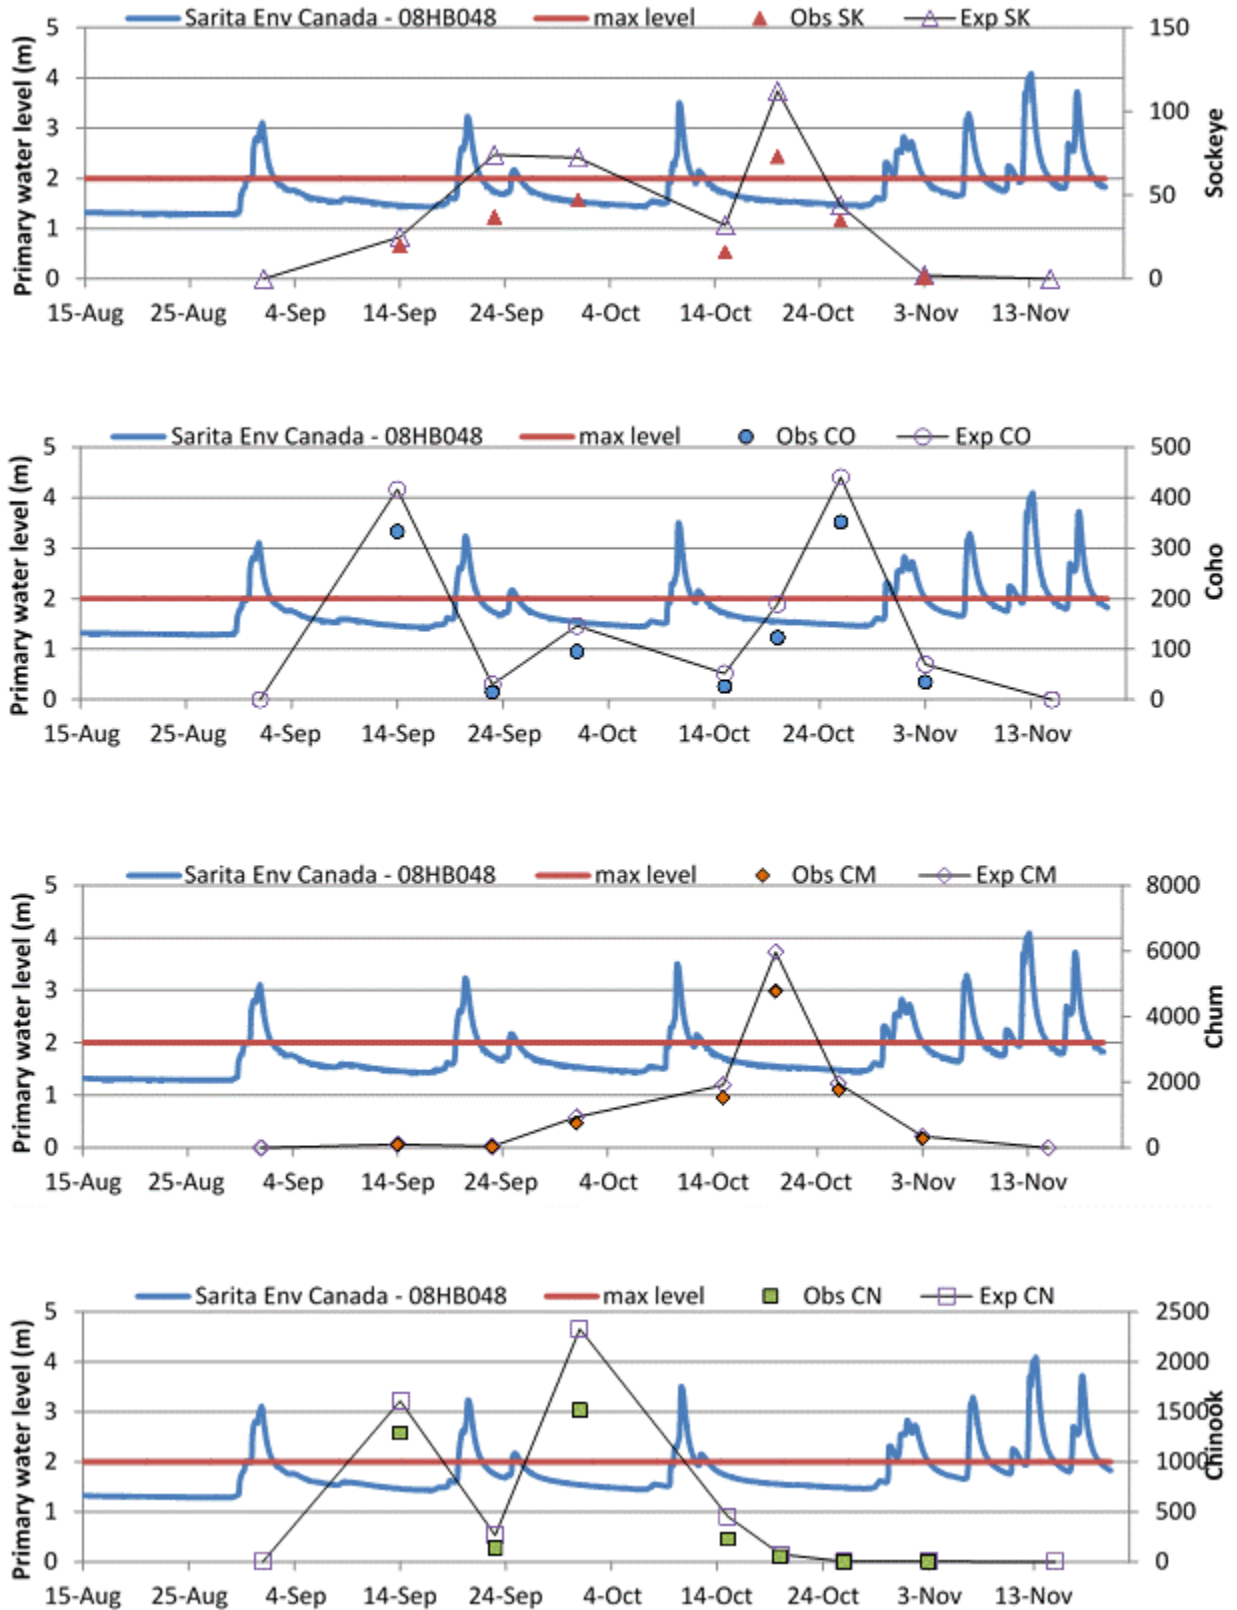 Sarita Env Canada - 08HB048 max level Obs SK Exp SK
Primary water level (m)
5
4
3
2
1
0
150
100
50
0
Sockeye
15-Aug 25-Aug 4-Sep 14-Sep 24-Sep 4-Oct 14-Oct 24-Oct 3-Nov 13-Nov
Sarita Env Canada - 08HB048 max level Obs CO Exp CO
Primary water level (m)
5
4
3
2
1
0
500
400
300
200
100
0
Coho
15-Aug 25-Aug 4-Sep 14-Sep 24-Sep 4-Oct 14-Oct 24-Oct 3-Nov 13-Nov
Sarita Env Canada - 08HB048 max level Obs CM Exp CM
Primary water level (m)
5
4
3
2
1
0
8000
6000
4000
2000
0
Chum
15-Aug 25-Aug 4-Sep 14-Sep 24-Sep 4-Oct 14-Oct 24-Oct 3-Nov 13-Nov
Sarita Env Canada - 08HB048 max level Obs CN Exp CN
Primary water level (m)
5
4
3
2
1
0
2500
2000
1500
1000
500
0
Chinook
15-Aug 25-Aug 4-Sep 14-Sep 24-Sep 4-Oct 14-Oct 24-Oct 3-Nov 13-Nov